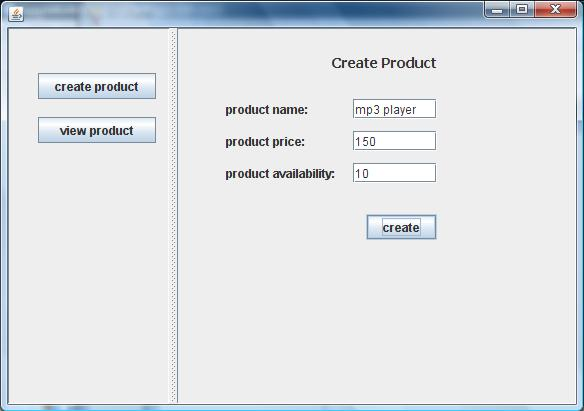 create product
view product
Create Product
product name: mp3 player
product price: 150
product availability: 10
create